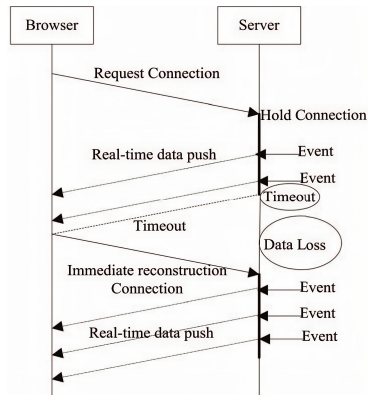 Browser
Server
Request Connection
Hold Connection
Real-time data push
Event
Event
Timeout
Timeout
Data Loss
Immediate reconstruction
Connection
Event
Event
Real-time data push
Event